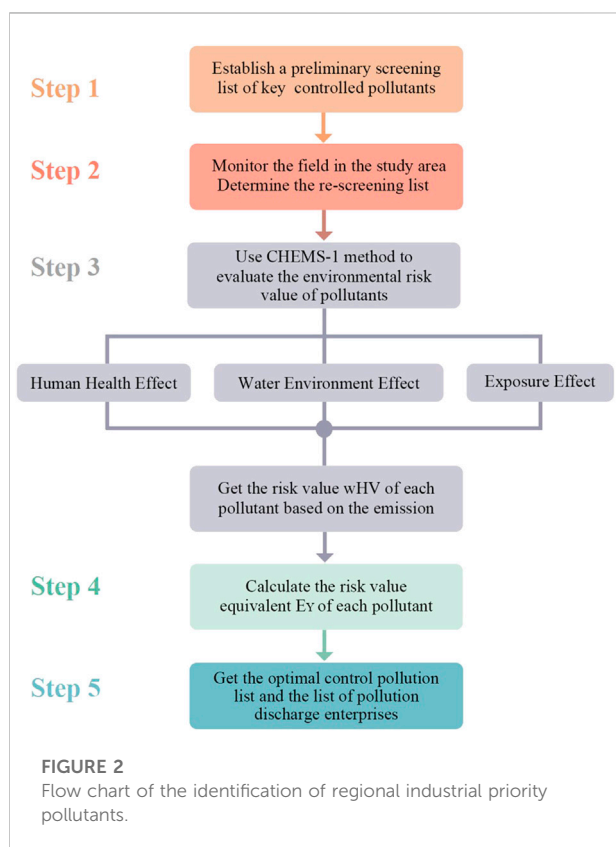 Step 1
Establish a preliminary screening
list of key controlled pollutants
Step 2
Monitor the field in the study area
Determine the re-screening list
Step 3
Use CHEMS-1 method to
evaluate the environmental risk
value of pollutants
Human Health Effect
Water Environment Effect
Exposure Effect
Get the risk value wHV of each
pollutant based on the emission
Step 4
Calculate the risk value
equivalent EY of each pollutant
Step 5
Get the optimal control pollution
list and the list of pollution
discharge enterprises
FIGURE 2
Flow chart of the identification of regional industrial priority
pollutants.